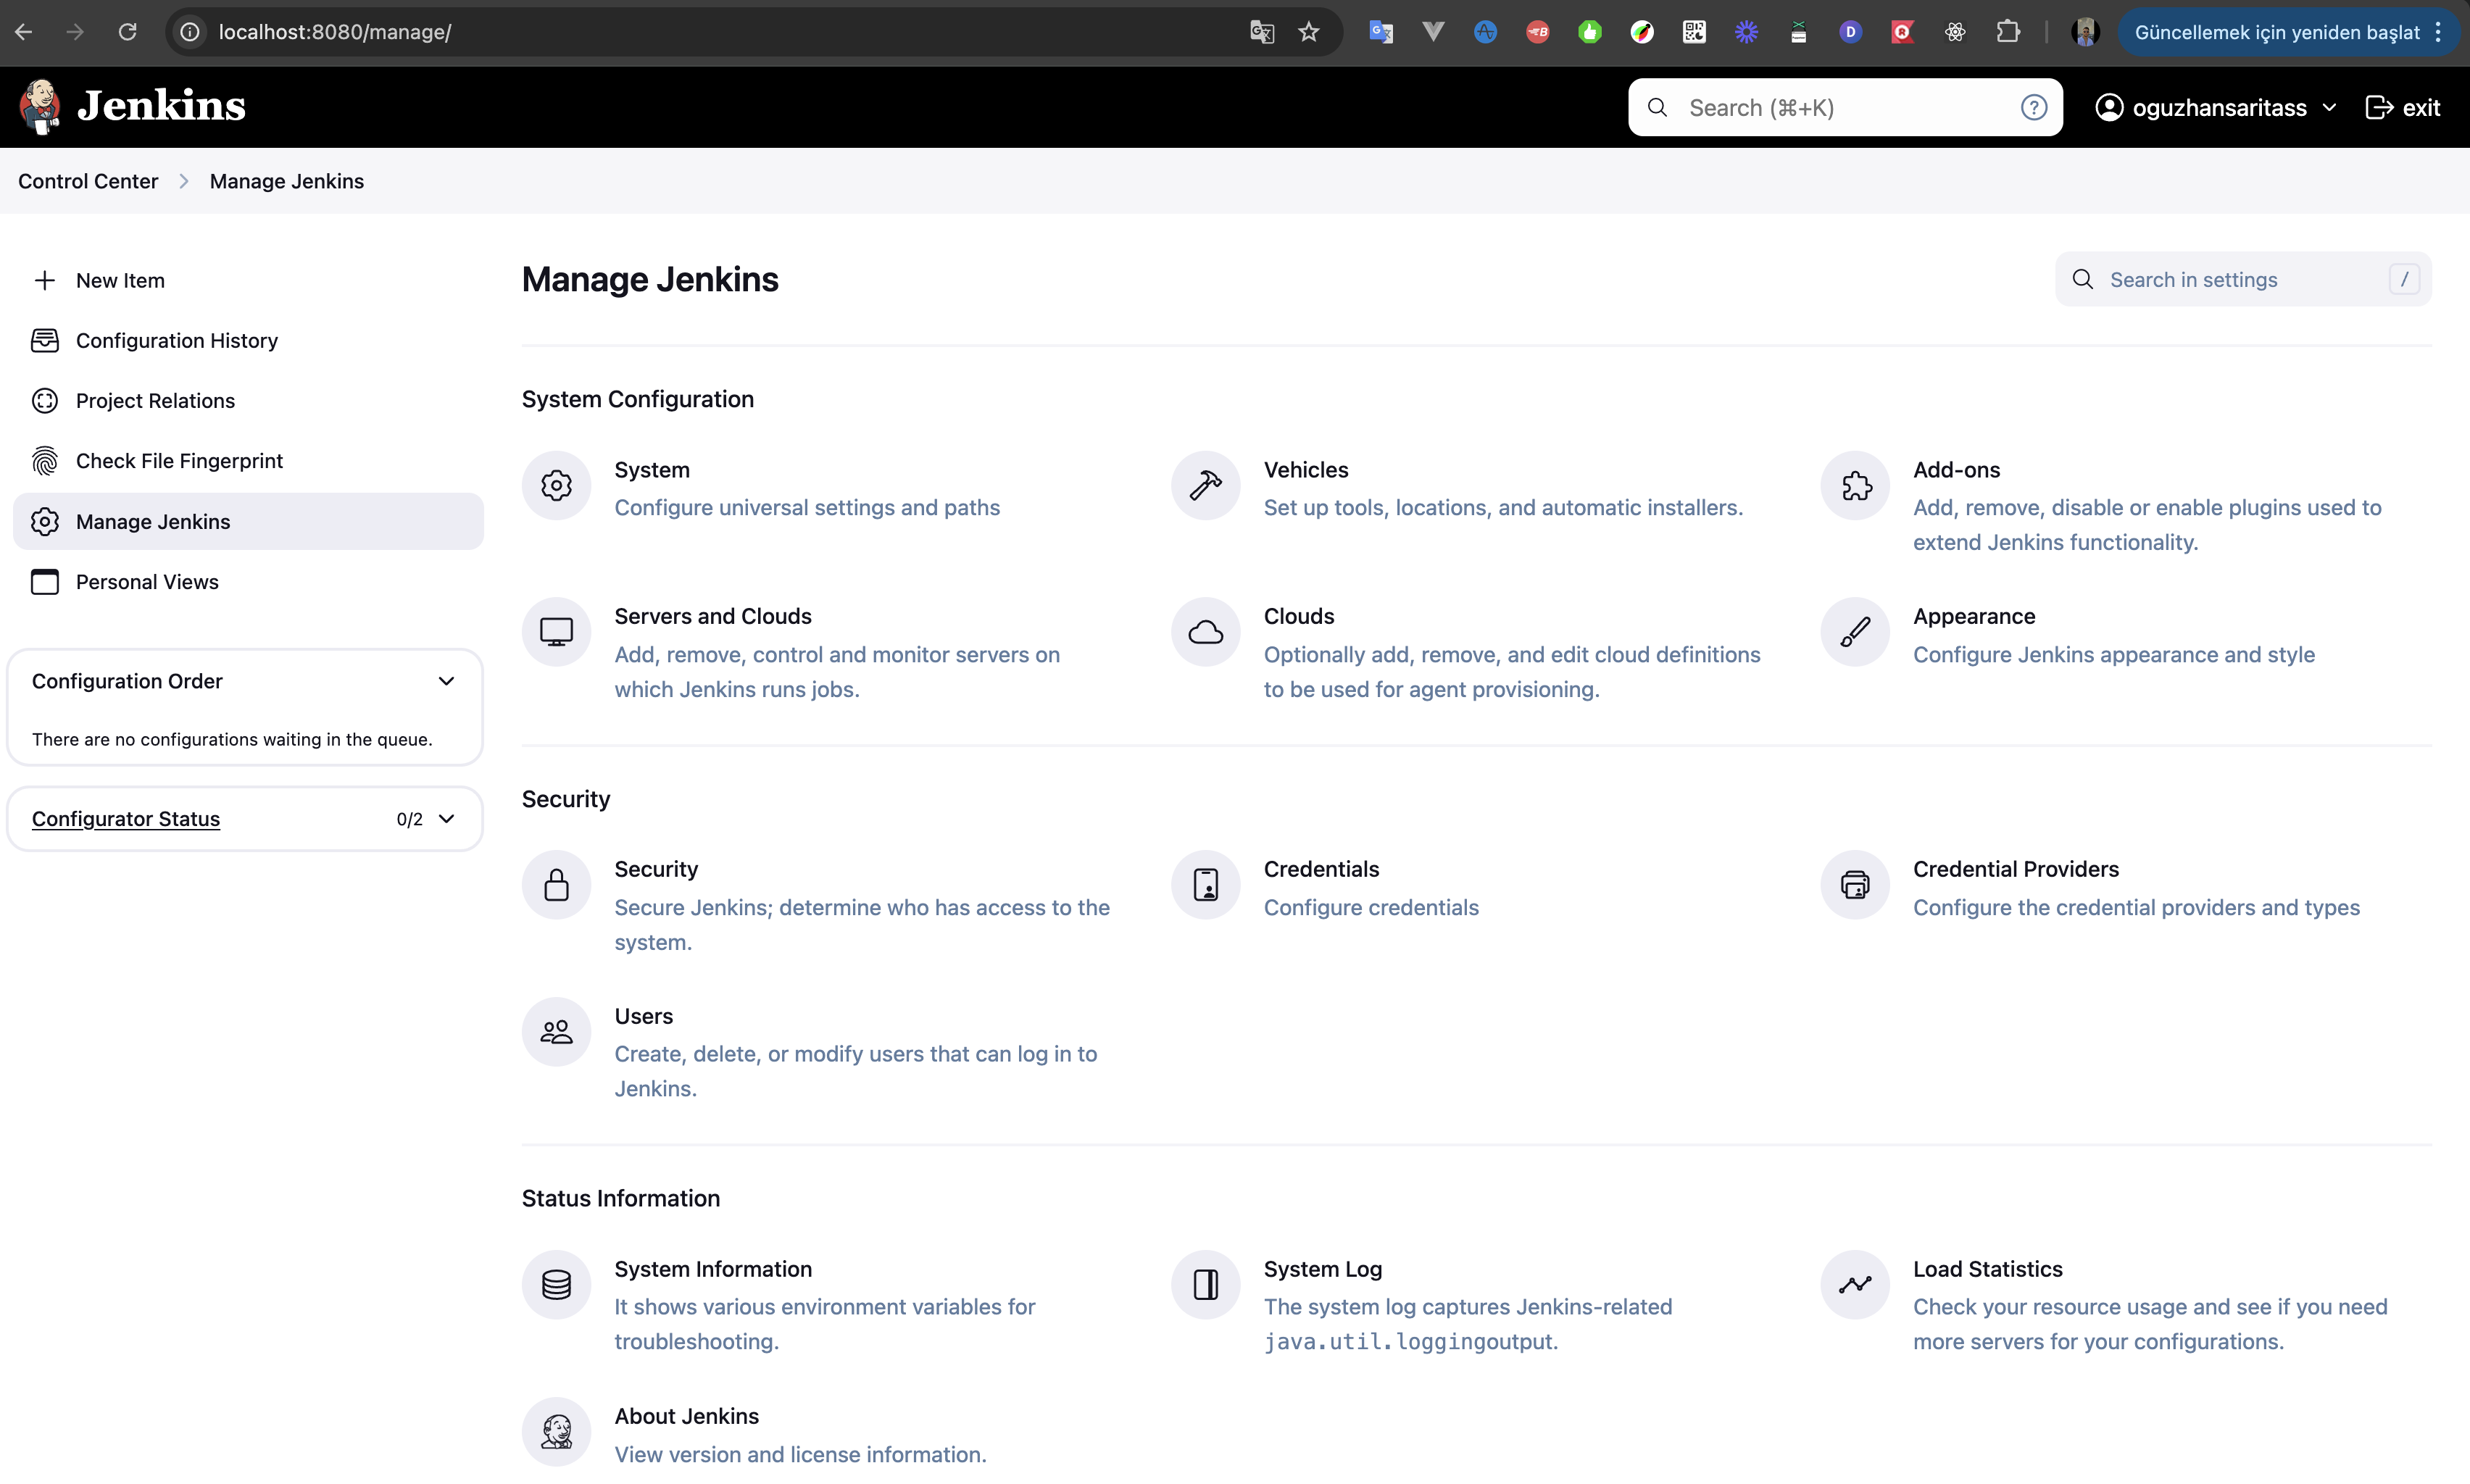 localhost:8080/manage/
Güncellemek için yeniden başlat
Jenkins
Search (⌘+K)
oguzhansaritass
exit
Control Center
Manage Jenkins
New Item
Configuration History
Project Relations
Check File Fingerprint
Manage Jenkins
Personal Views
Configuration Order
There are no configurations waiting in the queue.
Configurator Status 0/2
Manage Jenkins
Search in settings /
System Configuration
System
Configure universal settings and paths
Vehicles
Set up tools, locations, and automatic installers.
Add-ons
Add, remove, disable or enable plugins used to
extend Jenkins functionality.
Servers and Clouds
Add, remove, control and monitor servers on
which Jenkins runs jobs.
Clouds
Optionally add, remove, and edit cloud definitions
to be used for agent provisioning.
Appearance
Configure Jenkins appearance and style
Security
Security
Secure Jenkins; determine who has access to the
system.
Credentials
Configure credentials
Credential Providers
Configure the credential providers and types
Users
Create, delete, or modify users that can log in to
Jenkins.
Status Information
System Information
It shows various environment variables for
troubleshooting.
System Log
The system log captures Jenkins-related
java.util.loggingoutput.
Load Statistics
Check your resource usage and see if you need
more servers for your configurations.
About Jenkins
View version and license information.